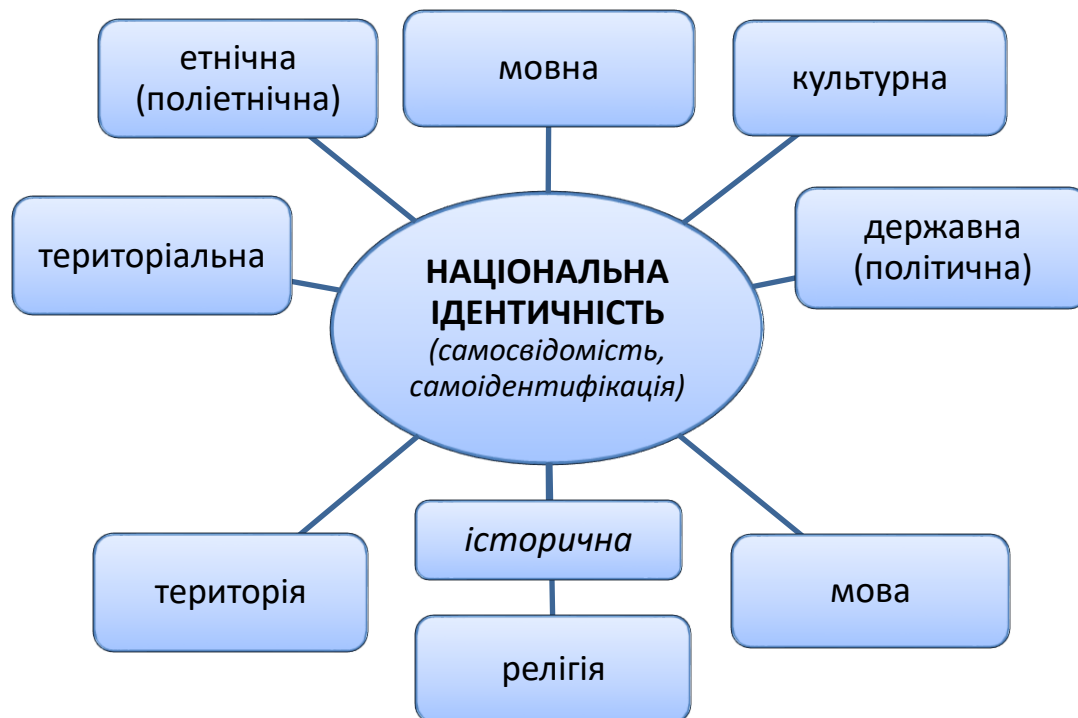 етнічна
(поліетнічна)
мовна
культурна
територіальна
державна
(політична)
НАЦІОНАЛЬНА
ІДЕНТИЧНІСТЬ
(самосвідомість,
самоідентифікація)
історична
територія
мова
релігія